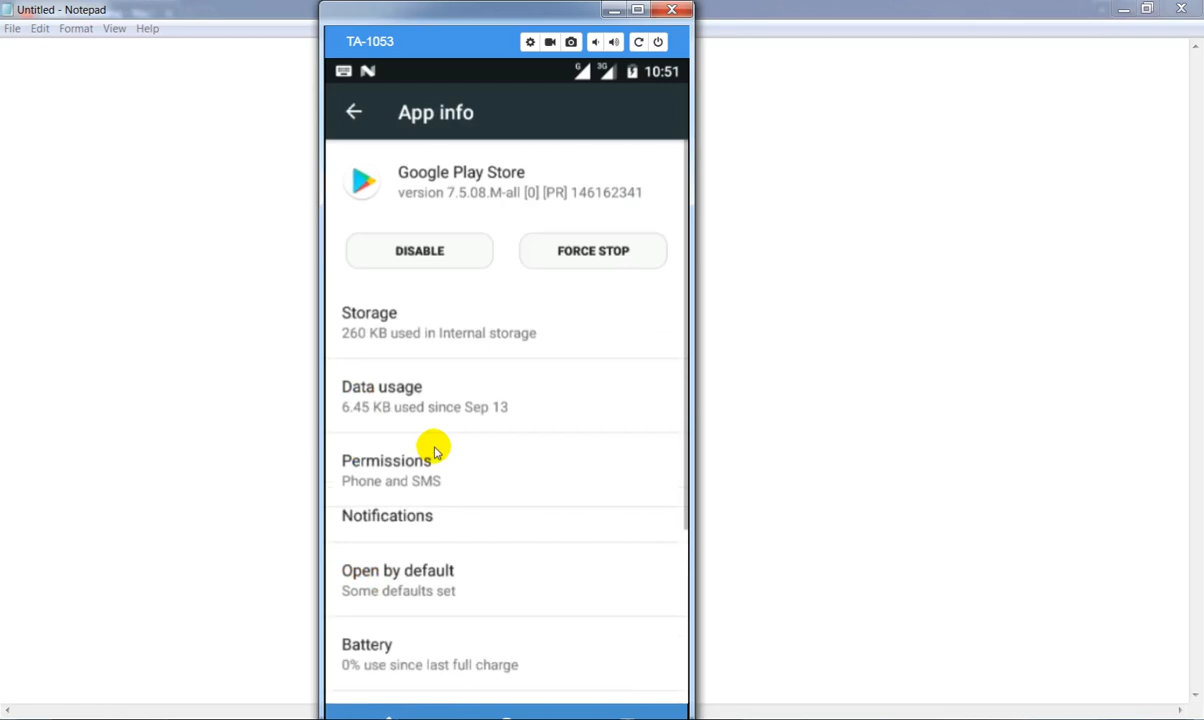 Untitled - Notepad
File Edit Format View Help
TA-1053
G 3G 10:51
App info
Google Play Store
version 7.5.08.M-all [0] [PR] 146162341
DISABLE FORCE STOP
Storage
260 KB used in Internal storage
Data usage
6.45 KB used since Sep 13
Permissions
Phone and SMS
Notifications
Open by default
Some defaults set
Battery
0% use since last full charge